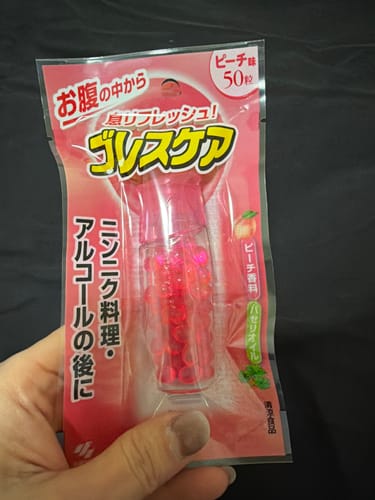 ピーチ味
50粒
お腹の中から
息リフレッシュ!
ブレスケア
ニンニク料理・
アルコールの後に
ピーチ香料
パセリオイル
清涼食品